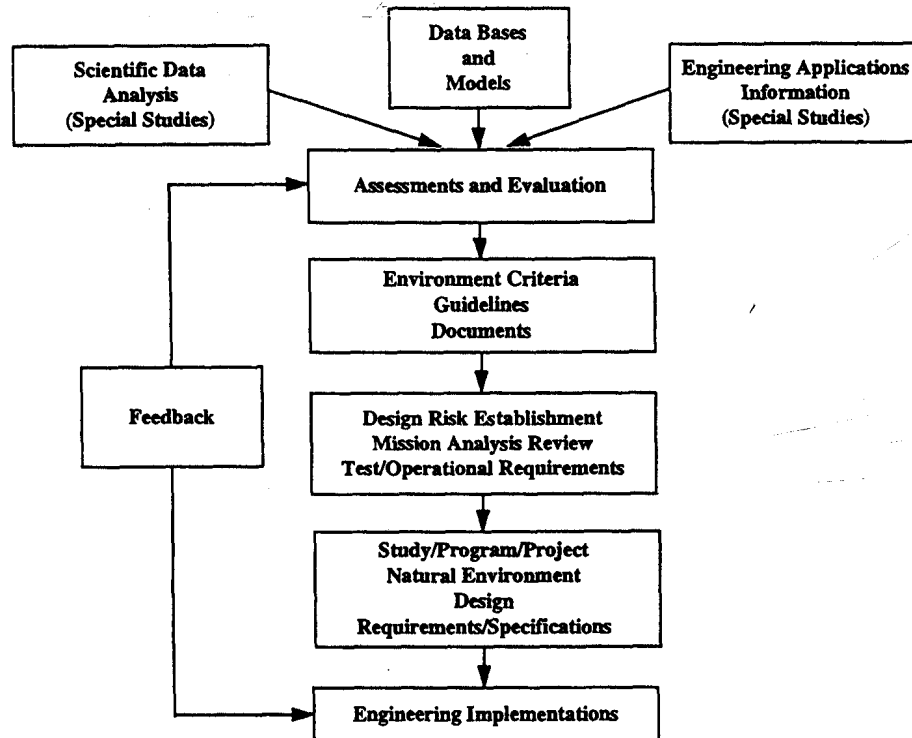 Scientific Data
Analysis
(Special Studies)
Data Bases
and
Models
Engineering Applications
Information
(Special Studies)
Assessments and Evaluation
Environment Criteria
Guidelines
Documents
Feedback
Design Risk Establishment
Mission Analysis Review
Test/Operational Requirements
Study/Program/Project
Natural Environment
Design
Requirements/Specifications
Engineering Implementations